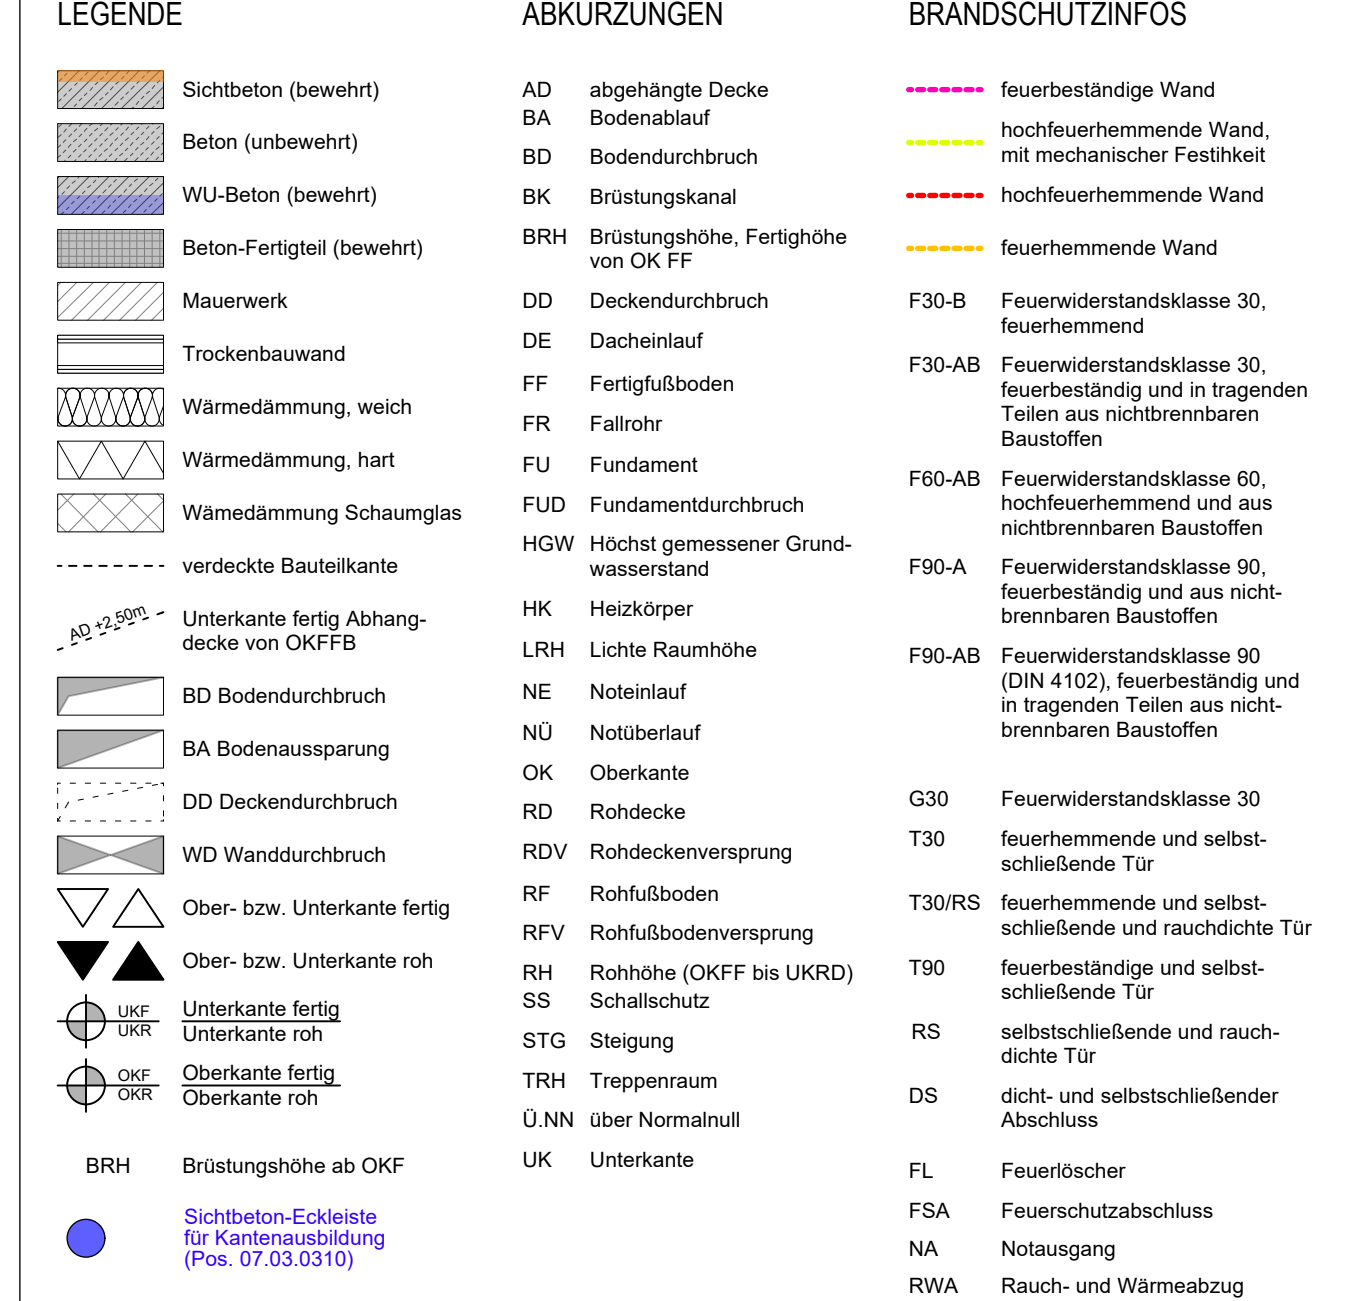 LEGENDE
Sichtbeton (bewehrt)
Beton (unbewehrt)
WU-Beton (bewehrt)
Beton-Fertigteil (bewehrt)
Mauerwerk
Trockenbauwand
Wärmedämmung, weich
Wärmedämmung, hart
Wämedämmung Schaumglas
verdeckte Bauteilkante
AD +2,50m
Unterkante fertig Abhang-
decke von OKFFB
BD Bodendurchbruch
BA Bodenaussparung
DD Deckendurchbruch
WD Wanddurchbruch
Ober- bzw. Unterkante fertig
Ober- bzw. Unterkante roh
UKF Unterkante fertig
UKR Unterkante roh
OKF Oberkante fertig
OKR Oberkante roh
BRH Brüstungshöhe ab OKF
Sichtbeton-Eckleiste
für Kantenausbildung
(Pos. 07.03.0310)
ABKÜRZUNGEN
AD abgehängte Decke
BA Bodenablauf
BD Bodendurchbruch
BK Brüstungskanal
BRH Brüstungshöhe, Fertighöhe
von OK FF
DD Deckendurchbruch
DE Dacheinlauf
FF Fertigfußboden
FR Fallrohr
FU Fundament
FUD Fundamentdurchbruch
HGW Höchst gemessener Grund-
wasserstand
HK Heizkörper
LRH Lichte Raumhöhe
NE Noteinlauf
NÜ Notüberlauf
OK Oberkante
RD Rohdecke
RDV Rohdeckenversprung
RF Rohfußboden
RFV Rohfußbodenversprung
RH Rohhöhe (OKFF bis UKRD)
SS Schallschutz
STG Steigung
TRH Treppenraum
Ü.NN über Normalnull
UK Unterkante
BRANDSCHUTZINFOS
feuerbeständige Wand
hochfeuerhemmende Wand,
mit mechanischer Festihkeit
hochfeuerhemmende Wand
feuerhemmende Wand
F30-B Feuerwiderstandsklasse 30,
feuerhemmend
F30-AB Feuerwiderstandsklasse 30,
feuerbeständig und in tragenden
Teilen aus nichtbrennbaren
Baustoffen
F60-AB Feuerwiderstandsklasse 60,
hochfeuerhemmend und aus
nichtbrennbaren Baustoffen
F90-A Feuerwiderstandsklasse 90,
feuerbeständig und aus nicht-
brennbaren Baustoffen
F90-AB Feuerwiderstandsklasse 90
(DIN 4102), feuerbeständig und
in tragenden Teilen aus nicht-
brennbaren Baustoffen
G30 Feuerwiderstandsklasse 30
T30 feuerhemmende und selbst-
schließende Tür
T30/RS feuerhemmende und selbst-
schließende und rauchdichte Tür
T90 feuerbeständige und selbst-
schließende Tür
RS selbstschließende und rauch-
dichte Tür
DS dicht- und selbstschließender
Abschluss
FL Feuerlöscher
FSA Feuerschutzabschluss
NA Notausgang
RWA Rauch- und Wärmeabzug